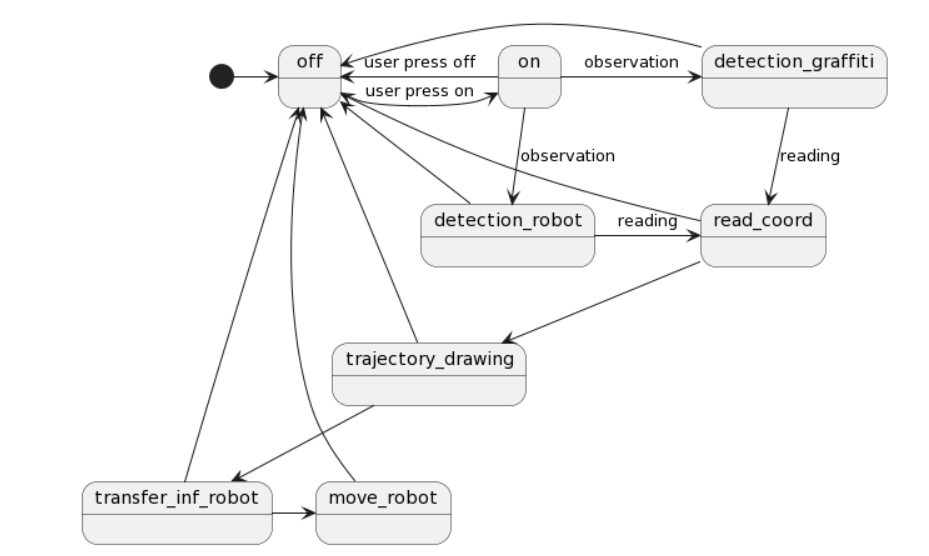 off
user press off
on
observation
detection_graffiti
user press on
observation
reading
detection_robot
reading
read_coord
trajectory_drawing
transfer_inf_robot
move_robot